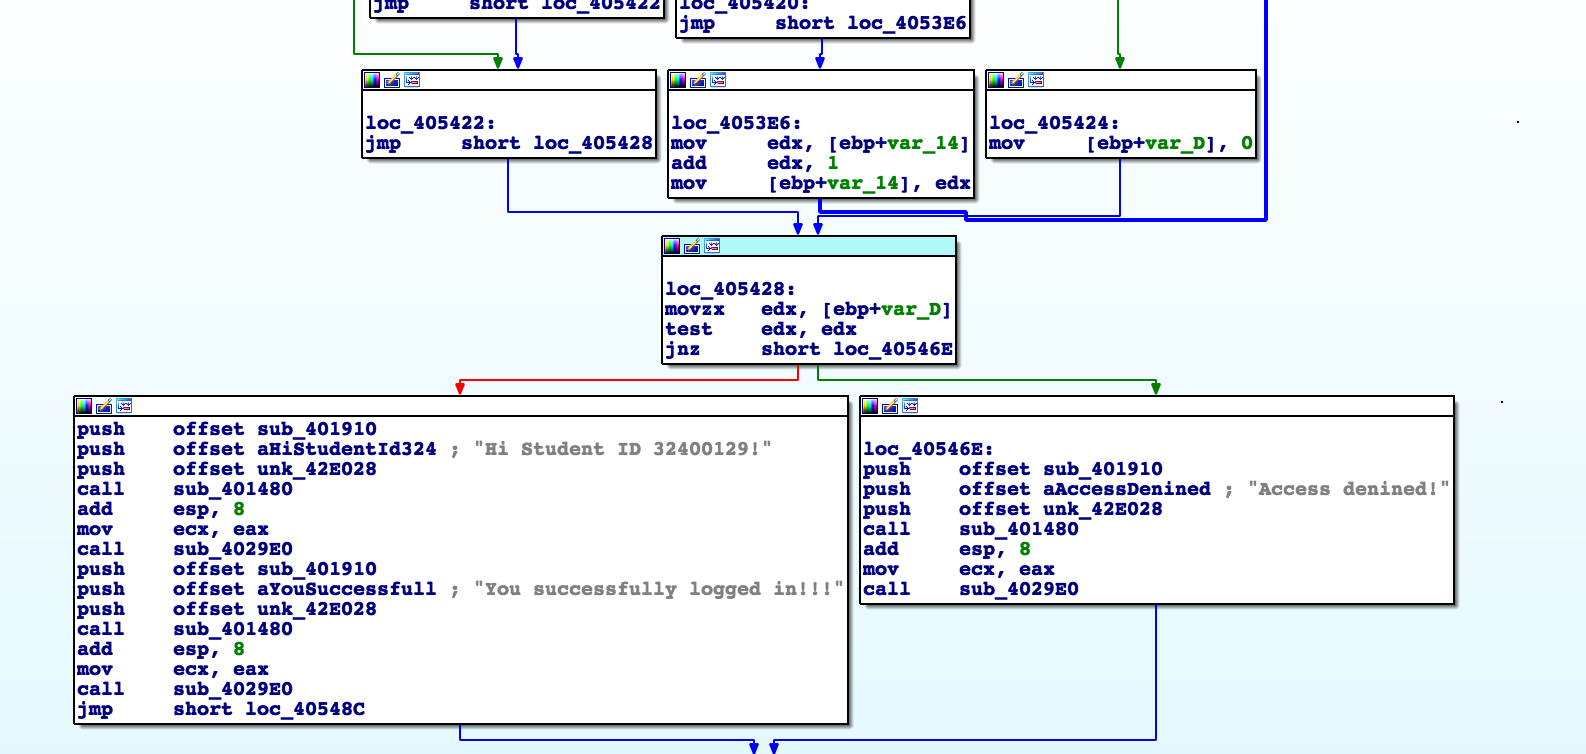 jmp short loc_405422
loc_405420:
jmp short loc_4053E6
loc_405422:
jmp short loc_405428
loc_4053E6:
mov edx, [ebp+var_14]
add edx, 1
mov [ebp+var_14], edx
loc_405424:
mov [ebp+var_D], 0
loc_405428:
movzx edx, [ebp+var_D]
test edx, edx
jnz short loc_40546E
push offset sub_401910
push offset aHiStudentId324 ; "Hi Student ID 32400129!"
push offset unk_42E028
call sub_401480
add esp, 8
mov ecx, eax
call sub_4029E0
push offset sub_401910
push offset aYouSuccessfull ; "You successfully logged in!!!"
push offset unk_42E028
call sub_401480
add esp, 8
mov ecx, eax
call sub_4029E0
jmp short loc_40548C
loc_40546E:
push offset sub_401910
push offset aAccessDenined ; "Access denined!"
push offset unk_42E028
call sub_401480
add esp, 8
mov ecx, eax
call sub_4029E0